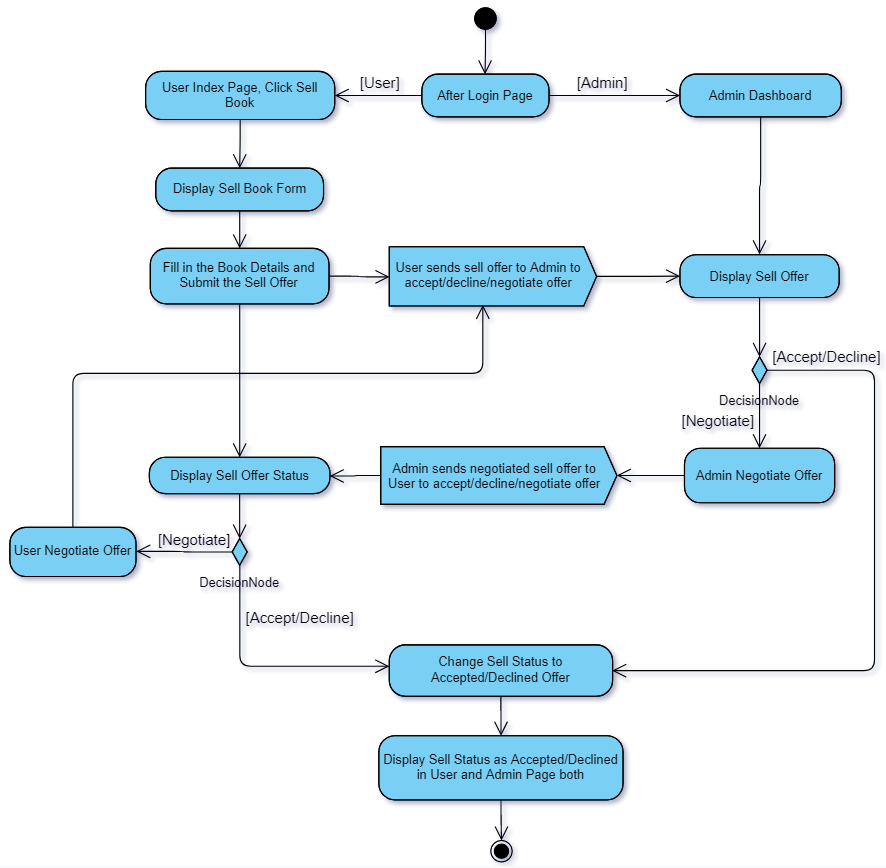 [User]
[Admin]
User Index Page, Click Sell
Book
After Login Page
Admin Dashboard
Display Sell Book Form
Fill in the Book Details and
Submit the Sell Offer
User sends sell offer to Admin to
accept/decline/negotiate offer
Display Sell Offer
[Accept/Decline]
DecisionNode
[Negotiate]
Display Sell Offer Status
Admin sends negotiated sell offer to
User to accept/decline/negotiate offer
Admin Negotiate Offer
[Negotiate]
User Negotiate Offer
DecisionNode
[Accept/Decline]
Change Sell Status to
Accepted/Declined Offer
Display Sell Status as Accepted/Declined
in User and Admin Page both